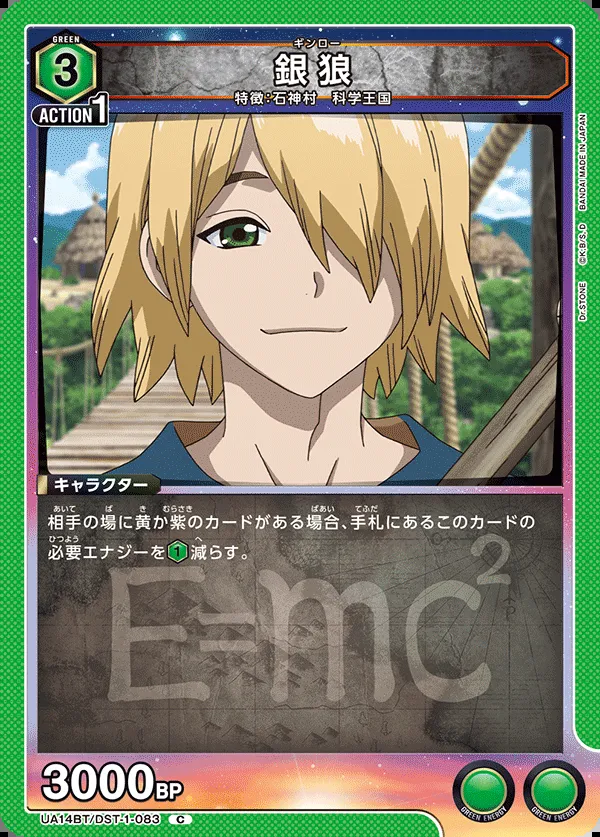 GREEN
3
ACTION 1
ギンロー
銀狼
特徴:石神村 科学王国
Dr.STONE ©K,B/S,D BANDAI MADE IN JAPAN
キャラクター
相手の場に黄か紫のカードがある場合、手札にあるこのカードの
必要エナジーを1減らす。
あいて ば き むらさき ばあい てふだ
ひつよう へ
E=mc2
3000BP
GREEN ENERGY
GREEN ENERGY
UA14BT/DST-1-083 C